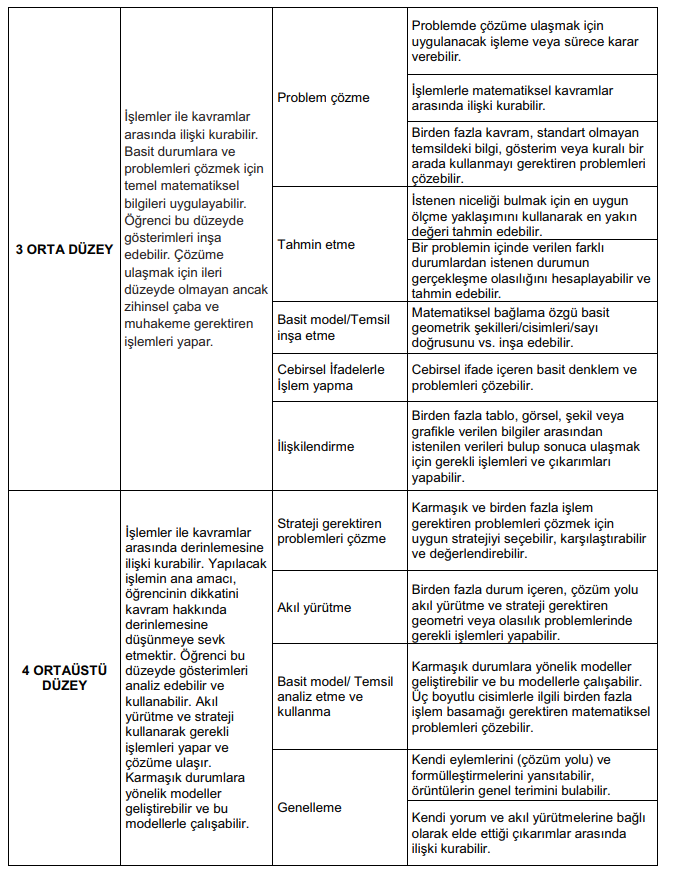 3 ORTA DÜZEY
İşlemler ile kavramlar
arasında ilişki kurabilir.
Basit durumlara ve
problemleri çözmek için
temel matematiksel
bilgileri uygulayabilir.
Öğrenci bu düzeyde
gösterimleri inşa
edebilir. Çözüme
ulaşmak için ileri
düzeyde olmayan ancak
zihinsel çaba ve
muhakeme gerektiren
işlemleri yapar.
Problem çözme
Problemde çözüme ulaşmak için
uygulanacak işleme veya sürece karar
verebilir.
İşlemlerle matematiksel kavramlar
arasında ilişki kurabilir.
Birden fazla kavram, standart olmayan
temsildeki bilgi, gösterim veya kuralı bir
arada kullanmayı gerektiren problemleri
çözebilir.
Tahmin etme
İstenen niceliği bulmak için en uygun
ölçme yaklaşımını kullanarak en yakın
değeri tahmin edebilir.
Bir problemin içinde verilen farklı
durumlardan istenen durumun
gerçekleşme olasılığını hesaplayabilir ve
tahmin edebilir.
Basit model/Temsil
inşa etme
Matematiksel bağlama özgü basit
geometrik şekilleri/cisimleri/sayı
doğrusunu vs. inşa edebilir.
Cebirsel İfadelerle
İşlem yapma
Cebirsel ifade içeren basit denklem ve
problemleri çözebilir.
İlişkilendirme
Birden fazla tablo, görsel, şekil veya
grafikle verilen bilgiler arasından
istenilen verileri bulup sonuca ulaşmak
için gerekli işlemleri ve çıkarımları
yapabilir.
4 ORTAÜSTÜ
DÜZEY
İşlemler ile kavramlar
arasında derinlemesine
ilişki kurabilir. Yapılacak
işlemin ana amacı,
öğrencinin dikkatini
kavram hakkında
derinlemesine
düşünmeye sevk
etmektir. Öğrenci bu
düzeyde gösterimleri
analiz edebilir ve
kullanabilir. Akıl
yürütme ve strateji
kullanarak gerekli
işlemleri yapar ve
çözüme ulaşır.
Karmaşık durumlara
yönelik modeller
geliştirebilir ve bu
modellerle çalışabilir.
Strateji gerektiren
problemleri çözme
Karmaşık ve birden fazla işlem
gerektiren problemleri çözmek için
uygun stratejiyi seçebilir, karşılaştırabilir
ve değerlendirebilir.
Akıl yürütme
Birden fazla durum içeren, çözüm yolu
akıl yürütme ve strateji gerektiren
geometri veya olasılık problemlerinde
gerekli işlemleri yapabilir.
Basit model/ Temsil
analiz etme ve
kullanma
Karmaşık durumlara yönelik modeller
geliştirebilir ve bu modellerle çalışabilir.
Üç boyutlu cisimlerle ilgili birden fazla
işlem basamağı gerektiren matematiksel
problemleri çözebilir.
Genelleme
Kendi eylemlerini (çözüm yolu) ve
formülleştirmelerini yansıtabilir,
örüntülerin genel terimini bulabilir.
Kendi yorum ve akıl yürütmelerine bağlı
olarak elde ettiği çıkarımlar arasında
ilişki kurabilir.